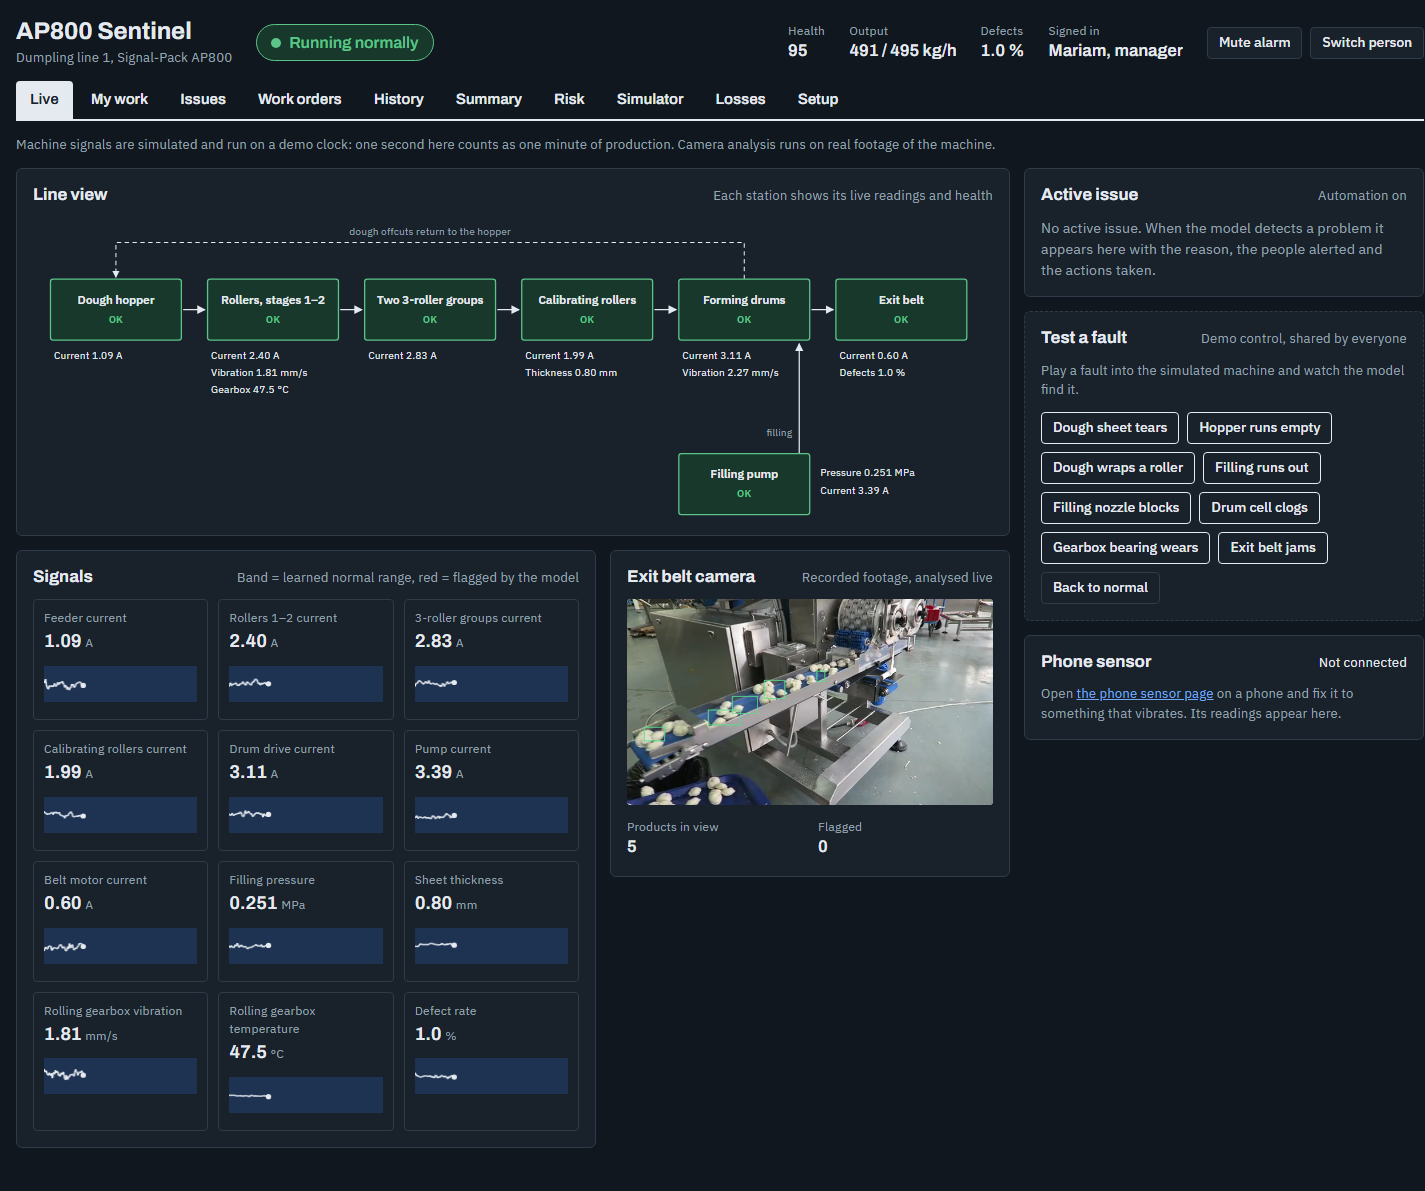 AP800 Sentinel
Dumpling line 1, Signal-Pack AP800
Running normally
Health
95
Output
491 / 495 kg/h
Defects
1.0 %
Signed in
Mariam, manager
Mute alarm
Switch person
Live
My work
Issues
Work orders
History
Summary
Risk
Simulator
Losses
Setup
Machine signals are simulated and run on a demo clock: one second here counts as one minute of production. Camera analysis runs on real footage of the machine.
Line view
Each station shows its live readings and health
dough offcuts return to the hopper
Dough hopper
OK
Current 1.09 A
Rollers, stages 1–2
OK
Current 2.40 A
Vibration 1.81 mm/s
Gearbox 47.5 °C
Two 3-roller groups
OK
Current 2.83 A
Calibrating rollers
OK
Current 1.99 A
Thickness 0.80 mm
Forming drums
OK
Current 3.11 A
Vibration 2.27 mm/s
Exit belt
OK
Current 0.60 A
Defects 1.0 %
filling
Filling pump
OK
Pressure 0.251 MPa
Current 3.39 A
Active issue
Automation on
No active issue. When the model detects a problem it
appears here with the reason, the people alerted and
the actions taken.
Test a fault
Demo control, shared by everyone
Play a fault into the simulated machine and watch the model
find it.
Dough sheet tears
Hopper runs empty
Dough wraps a roller
Filling runs out
Filling nozzle blocks
Drum cell clogs
Gearbox bearing wears
Exit belt jams
Back to normal
Phone sensor
Not connected
Open the phone sensor page on a phone and fix it to
something that vibrates. Its readings appear here.
Signals
Band = learned normal range, red = flagged by the model
Feeder current
1.09 A
Rollers 1–2 current
2.40 A
3-roller groups current
2.83 A
Calibrating rollers current
1.99 A
Drum drive current
3.11 A
Pump current
3.39 A
Belt motor current
0.60 A
Filling pressure
0.251 MPa
Sheet thickness
0.80 mm
Rolling gearbox vibration
1.81 mm/s
Rolling gearbox
temperature
47.5 °C
Defect rate
1.0 %
Exit belt camera
Recorded footage, analysed live
Products in view
5
Flagged
0